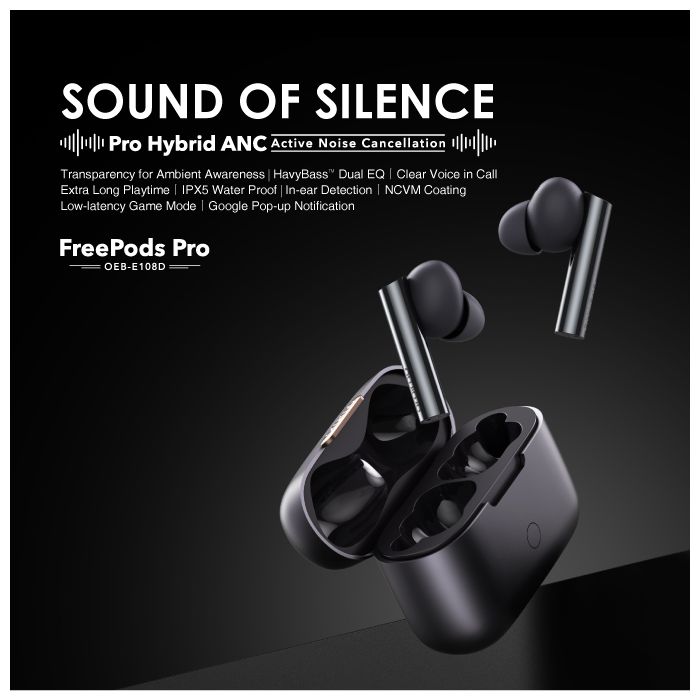 SOUND OF SILENCE
Pro Hybrid ANC Active Noise Cancellation
Transparency for Ambient Awareness | HavyBass™ Dual EQ | Clear Voice in Call
Extra Long Playtime | IPX5 Water Proof | In-ear Detection | NCVM Coating
Low-latency Game Mode | Google Pop-up Notification
FreePods Pro
OEB-E108D